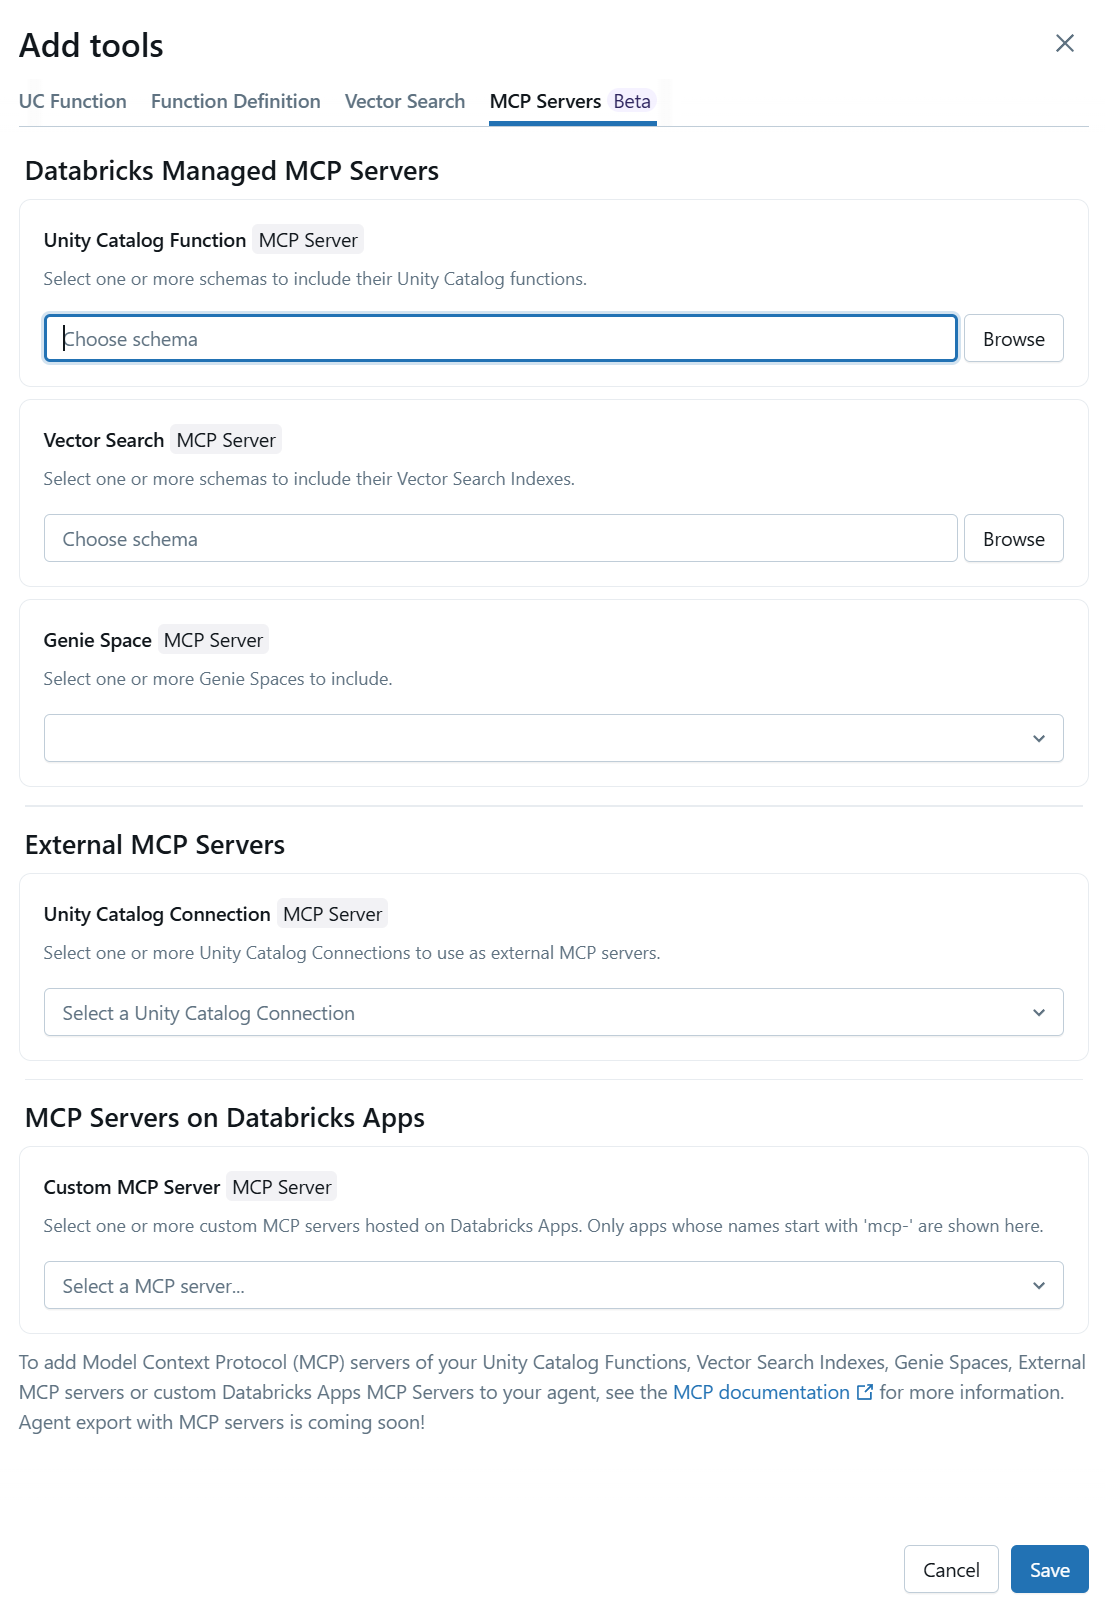 Add tools
UC Function Function Definition Vector Search MCP Servers Beta
Databricks Managed MCP Servers
Unity Catalog Function MCP Server
Select one or more schemas to include their Unity Catalog functions.
Choose schema Browse
Vector Search MCP Server
Select one or more schemas to include their Vector Search Indexes.
Choose schema Browse
Genie Space MCP Server
Select one or more Genie Spaces to include.
External MCP Servers
Unity Catalog Connection MCP Server
Select one or more Unity Catalog Connections to use as external MCP servers.
Select a Unity Catalog Connection
MCP Servers on Databricks Apps
Custom MCP Server MCP Server
Select one or more custom MCP servers hosted on Databricks Apps. Only apps whose names start with 'mcp-' are shown here.
Select a MCP server...
To add Model Context Protocol (MCP) servers of your Unity Catalog Functions, Vector Search Indexes, Genie Spaces, External
MCP servers or custom Databricks Apps MCP Servers to your agent, see the MCP documentation for more information.
Agent export with MCP servers is coming soon!
Cancel Save